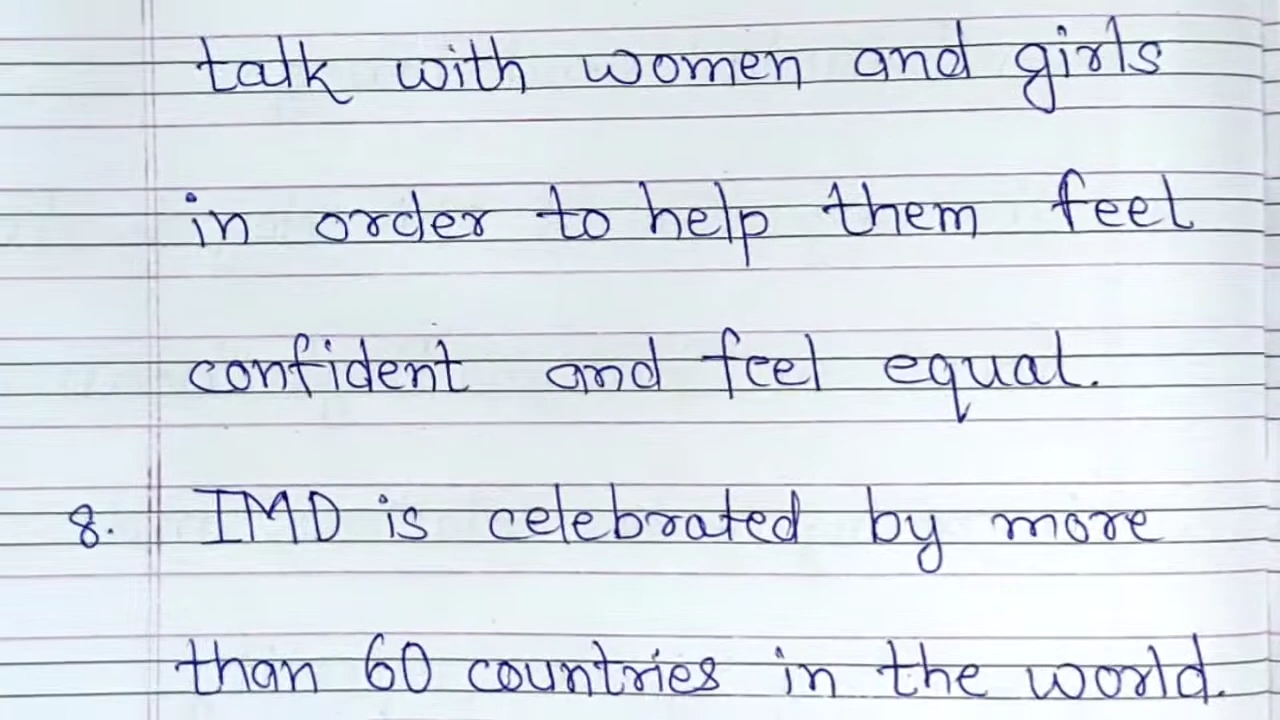 talk with women and girls
in order to help them feel
confident and feel equal.
8. IMD is celebrated by more
than 60 countries in the world.